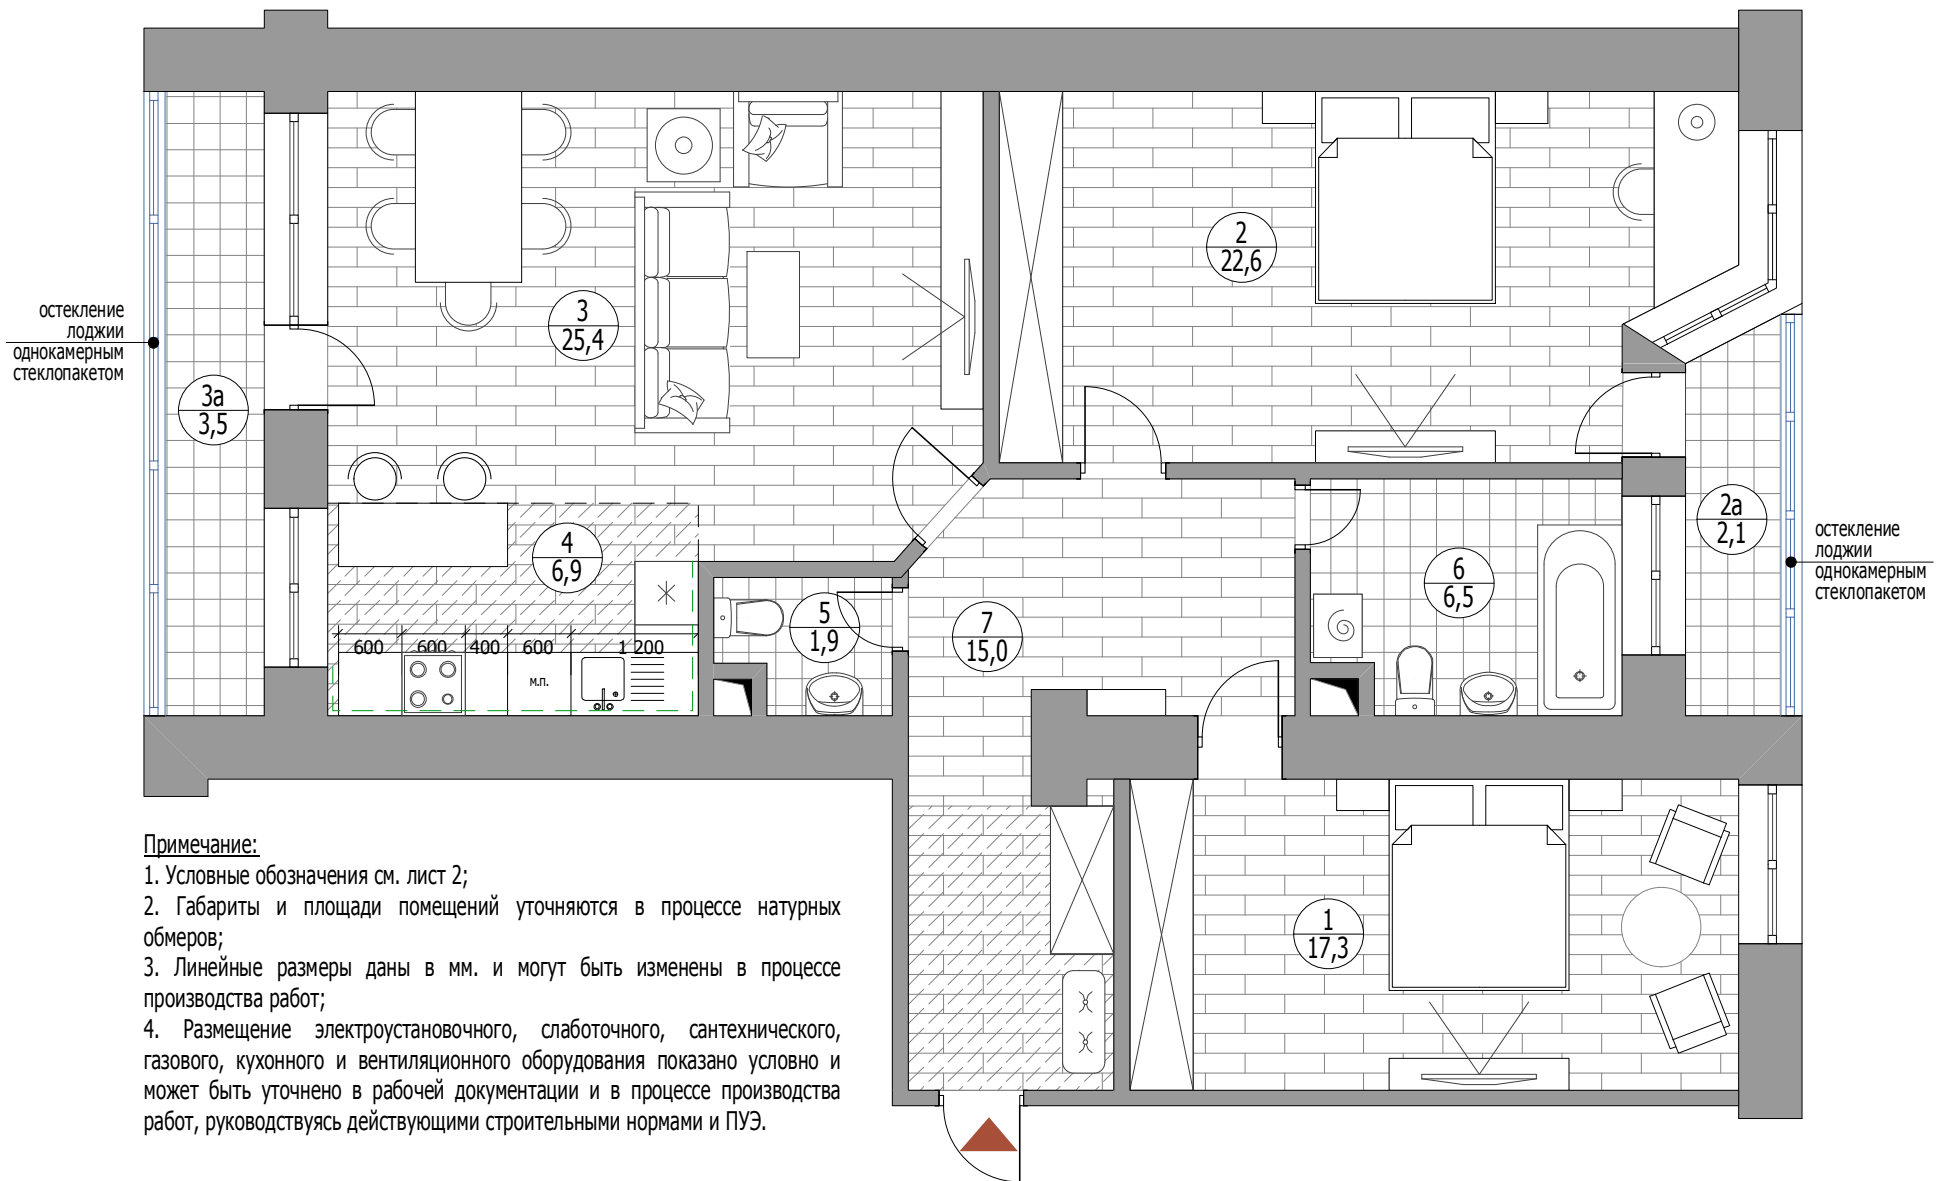 остекление
лоджии
однокамерным
стеклопакетом
3а
3,5
3
25,4
2
22,6
2а
2,1
остекление
лоджии
однокамерным
стеклопакетом
4
6,9
5
1,9
7
15,0
6
6,5
600
600
400
600
1 200
м.п.
1
17,3
Примечание:
1. Условные обозначения см. лист 2;
2. Габариты и площади помещений уточняются в процессе натурных
обмеров;
3. Линейные размеры даны в мм. и могут быть изменены в процессе
производства работ;
4. Размещение электроустановочного, слаботочного, сантехнического,
газового, кухонного и вентиляционного оборудования показано условно и
может быть уточнено в рабочей документации и в процессе производства
работ, руководствуясь действующими строительными нормами и ПУЭ.